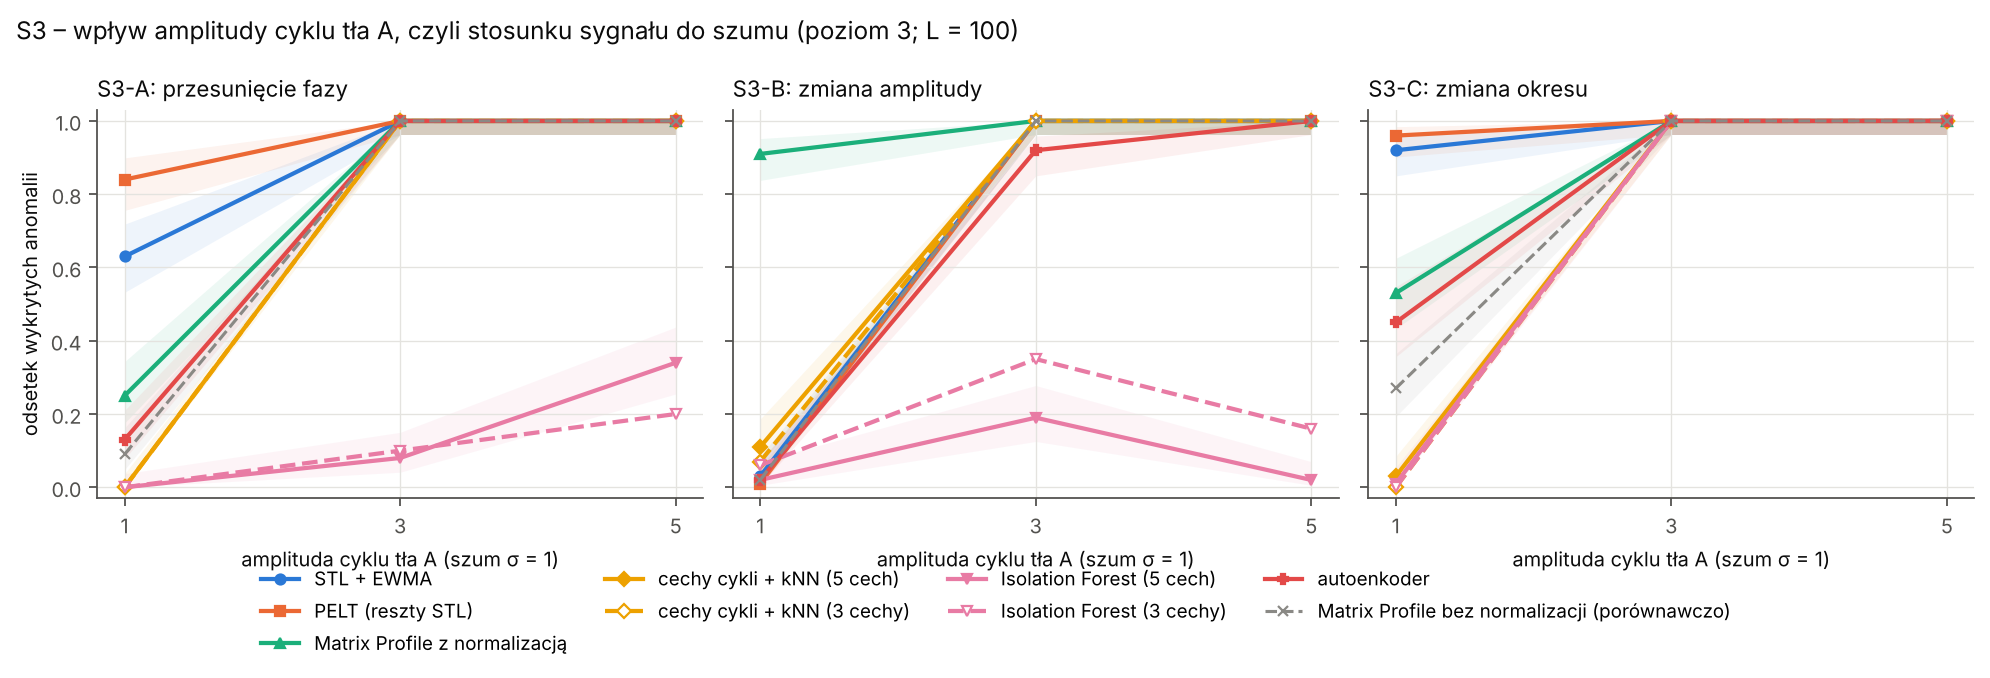 S3 – wpływ amplitudy cyklu tła A, czyli stosunku sygnału do szumu (poziom 3; L = 100)
S3-A: przesunięcie fazy
S3-B: zmiana amplitudy
S3-C: zmiana okresu
odsetek wykrytych anomalii
1.0
0.8
0.6
0.4
0.2
0.0
1 3 5
1 3 5
1 3 5
amplituda cyklu tła A (szum σ = 1)
amplituda cyklu tła A (szum σ = 1)
amplituda cyklu tła A (szum σ = 1)
STL + EWMA
PELT (reszty STL)
Matrix Profile z normalizacją
cechy cykli + kNN (5 cech)
cechy cykli + kNN (3 cechy)
Isolation Forest (5 cech)
Isolation Forest (3 cechy)
autoenkoder
Matrix Profile bez normalizacji (porównawczo)